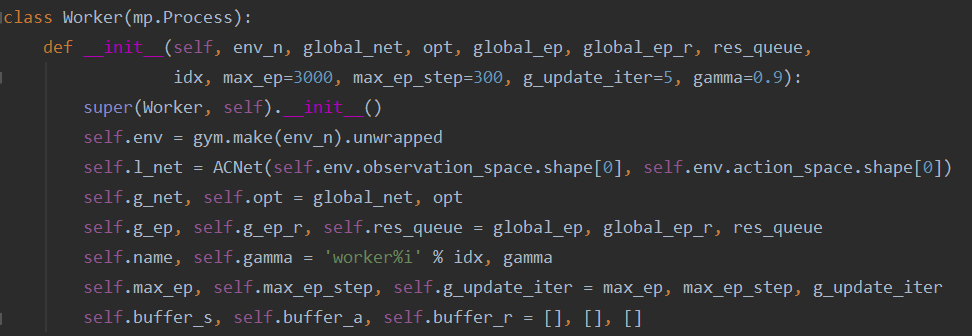 class Worker(mp.Process):
    def __init__(self, env_n, global_net, opt, global_ep, global_ep_r, res_queue,
                 idx, max_ep=3000, max_ep_step=300, g_update_iter=5, gamma=0.9):
        super(Worker, self).__init__()
        self.env = gym.make(env_n).unwrapped
        self.l_net = ACNet(self.env.observation_space.shape[0], self.env.action_space.shape[0])
        self.g_net, self.opt = global_net, opt
        self.g_ep, self.g_ep_r, self.res_queue = global_ep, global_ep_r, res_queue
        self.name, self.gamma = 'worker%i' % idx, gamma
        self.max_ep, self.max_ep_step, self.g_update_iter = max_ep, max_ep_step, g_update_iter
        self.buffer_s, self.buffer_a, self.buffer_r = [], [], []